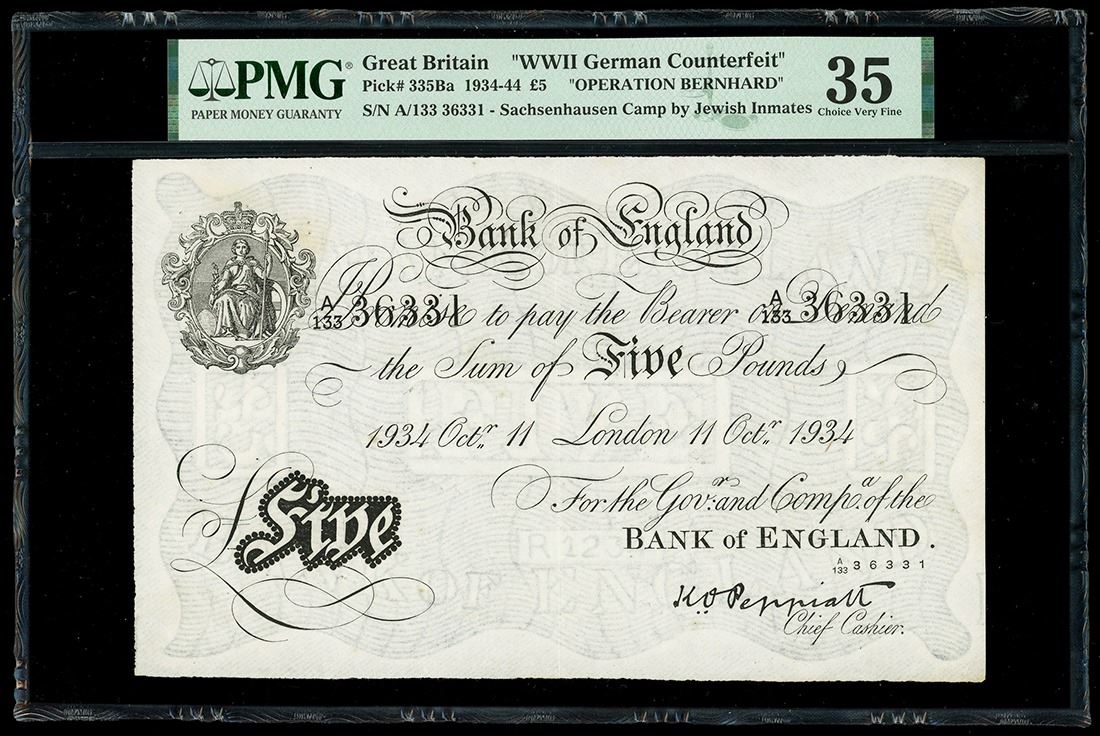 PMG®
PAPER MONEY GUARANTY
Great Britain "WWII German Counterfeit"
Pick# 335Ba 1934-44 £5 "OPERATION BERNHARD"
S/N A/133 36331 - Sachsenhausen Camp by Jewish Inmates
35
Choice Very Fine
Bank of England
A/133 36331 A/133 36331
I Promise to pay the Bearer on Demand
the Sum of Five Pounds
1934 Octr. 11 London 11 Octr. 1934
For the Govr. and Compa. of the
BANK of ENGLAND.
A/133 36331
£Five
K.O. Peppiatt
Chief Cashier.